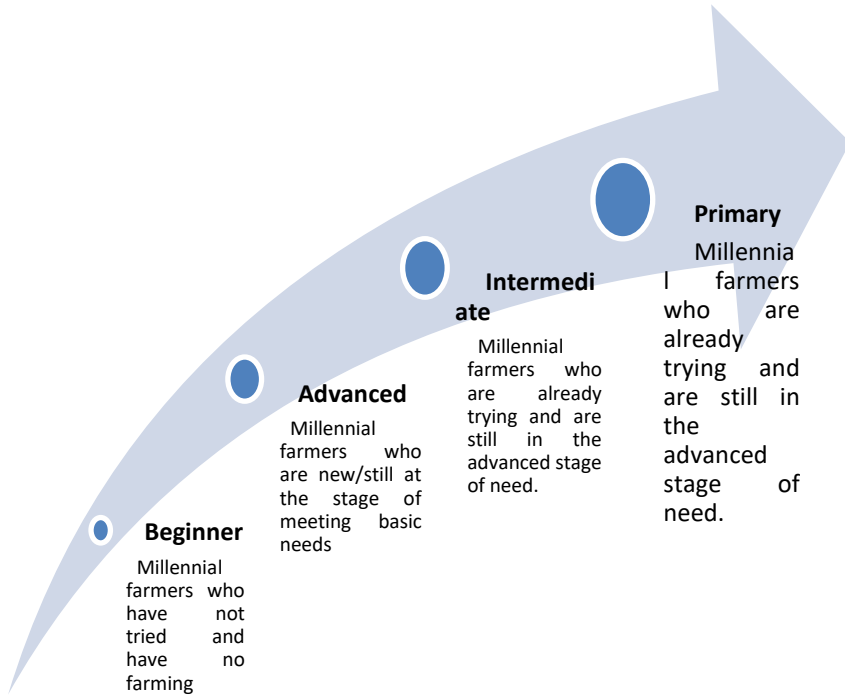 Beginner
Millennial
farmers who
have not
tried and
have no
farming
Advanced
Millennial
farmers who
are new/still at
the stage of
meeting basic
needs
Intermedi
ate
Millennial
farmers who
are already
trying and are
still in the
advanced stage
of need.
Primary
Millennia
l farmers
who are
already
trying and
are still in
the
advanced
stage of
need.